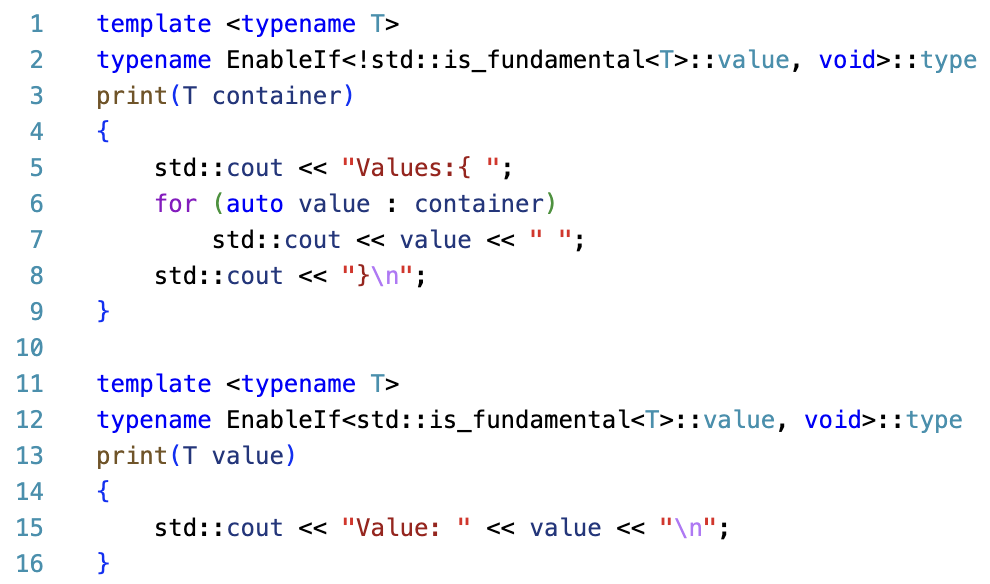 1 template <typename T>
2 typename EnableIf<!std::is_fundamental<T>::value, void>::type
3 print(T container)
4 {
5     std::cout << "Values:{ ";
6     for (auto value : container)
7         std::cout << value << " ";
8     std::cout << "}\n";
9 }
10
11 template <typename T>
12 typename EnableIf<std::is_fundamental<T>::value, void>::type
13 print(T value)
14 {
15     std::cout << "Value: " << value << "\n";
16 }